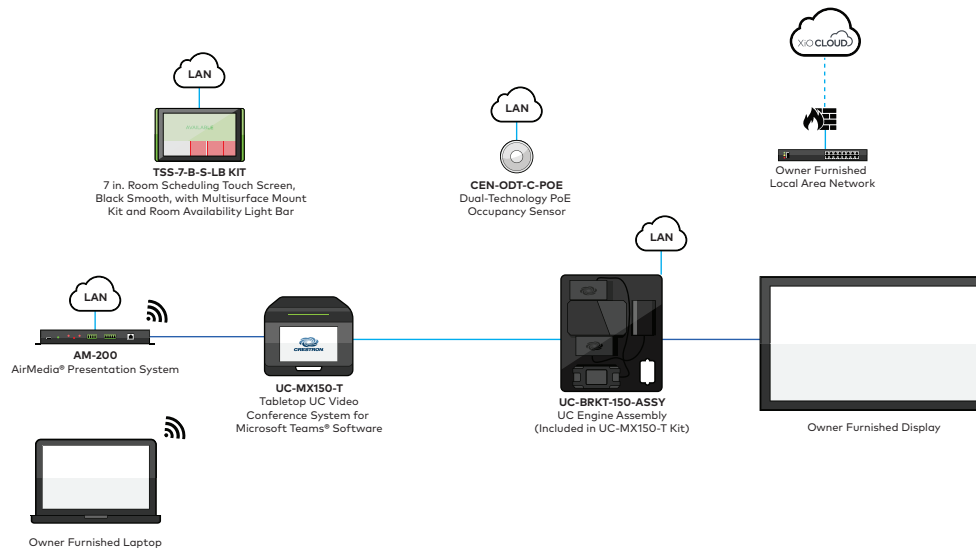 XiO CLOUD
LAN
AVAILABLE
TSS-7-B-S-LB KIT
7 in. Room Scheduling Touch Screen,
Black Smooth, with Multisurface Mount
Kit and Room Availability Light Bar
LAN
CEN-ODT-C-POE
Dual-Technology PoE
Occupancy Sensor
Owner Furnished
Local Area Network
LAN
AM-200
AirMedia® Presentation System
CRESTRON
UC-MX150-T
Tabletop UC Video
Conference System for
Microsoft Teams® Software
LAN
UC-BRKT-150-ASSY
UC Engine Assembly
(Included in UC-MX150-T Kit)
Owner Furnished Display
Owner Furnished Laptop